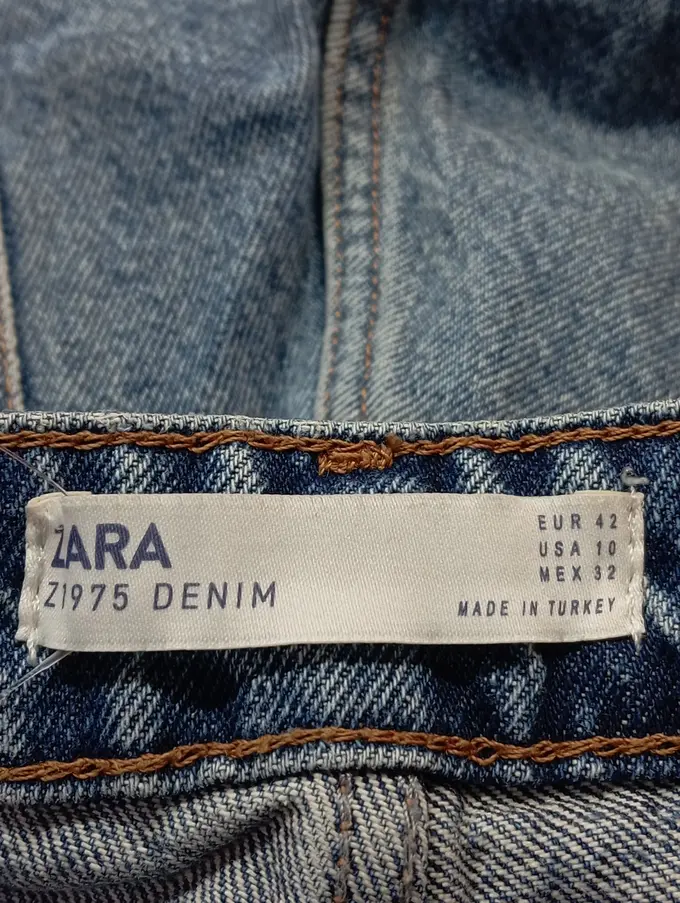 ZARA
Z1975 DENIM
EUR 42
USA 10
MEX 32
MADE IN TURKEY